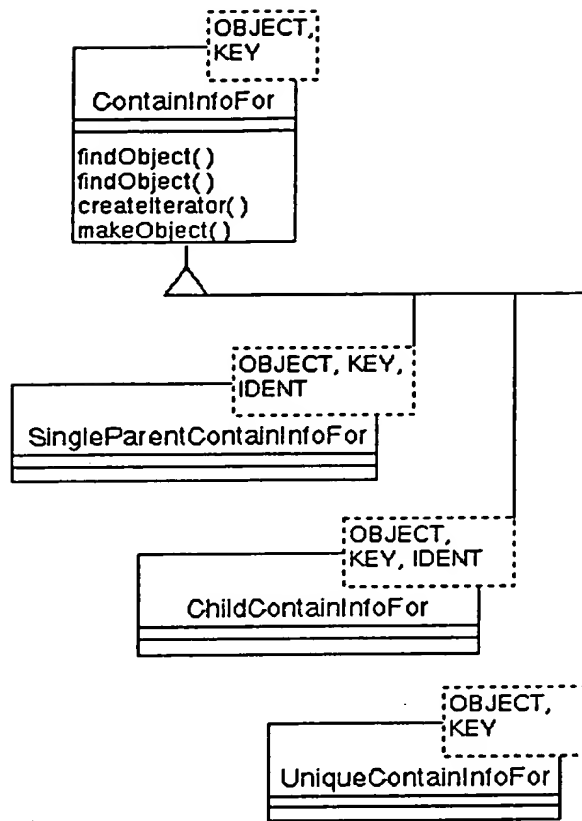 OBJECT,
KEY
ContainInfoFor
findObject()
findObject()
createIterator()
makeObject()
OBJECT, KEY,
IDENT
SingleParentContainInfoFor
OBJECT,
KEY, IDENT
ChildContainInfoFor
OBJECT,
KEY
UniqueContainInfoFor